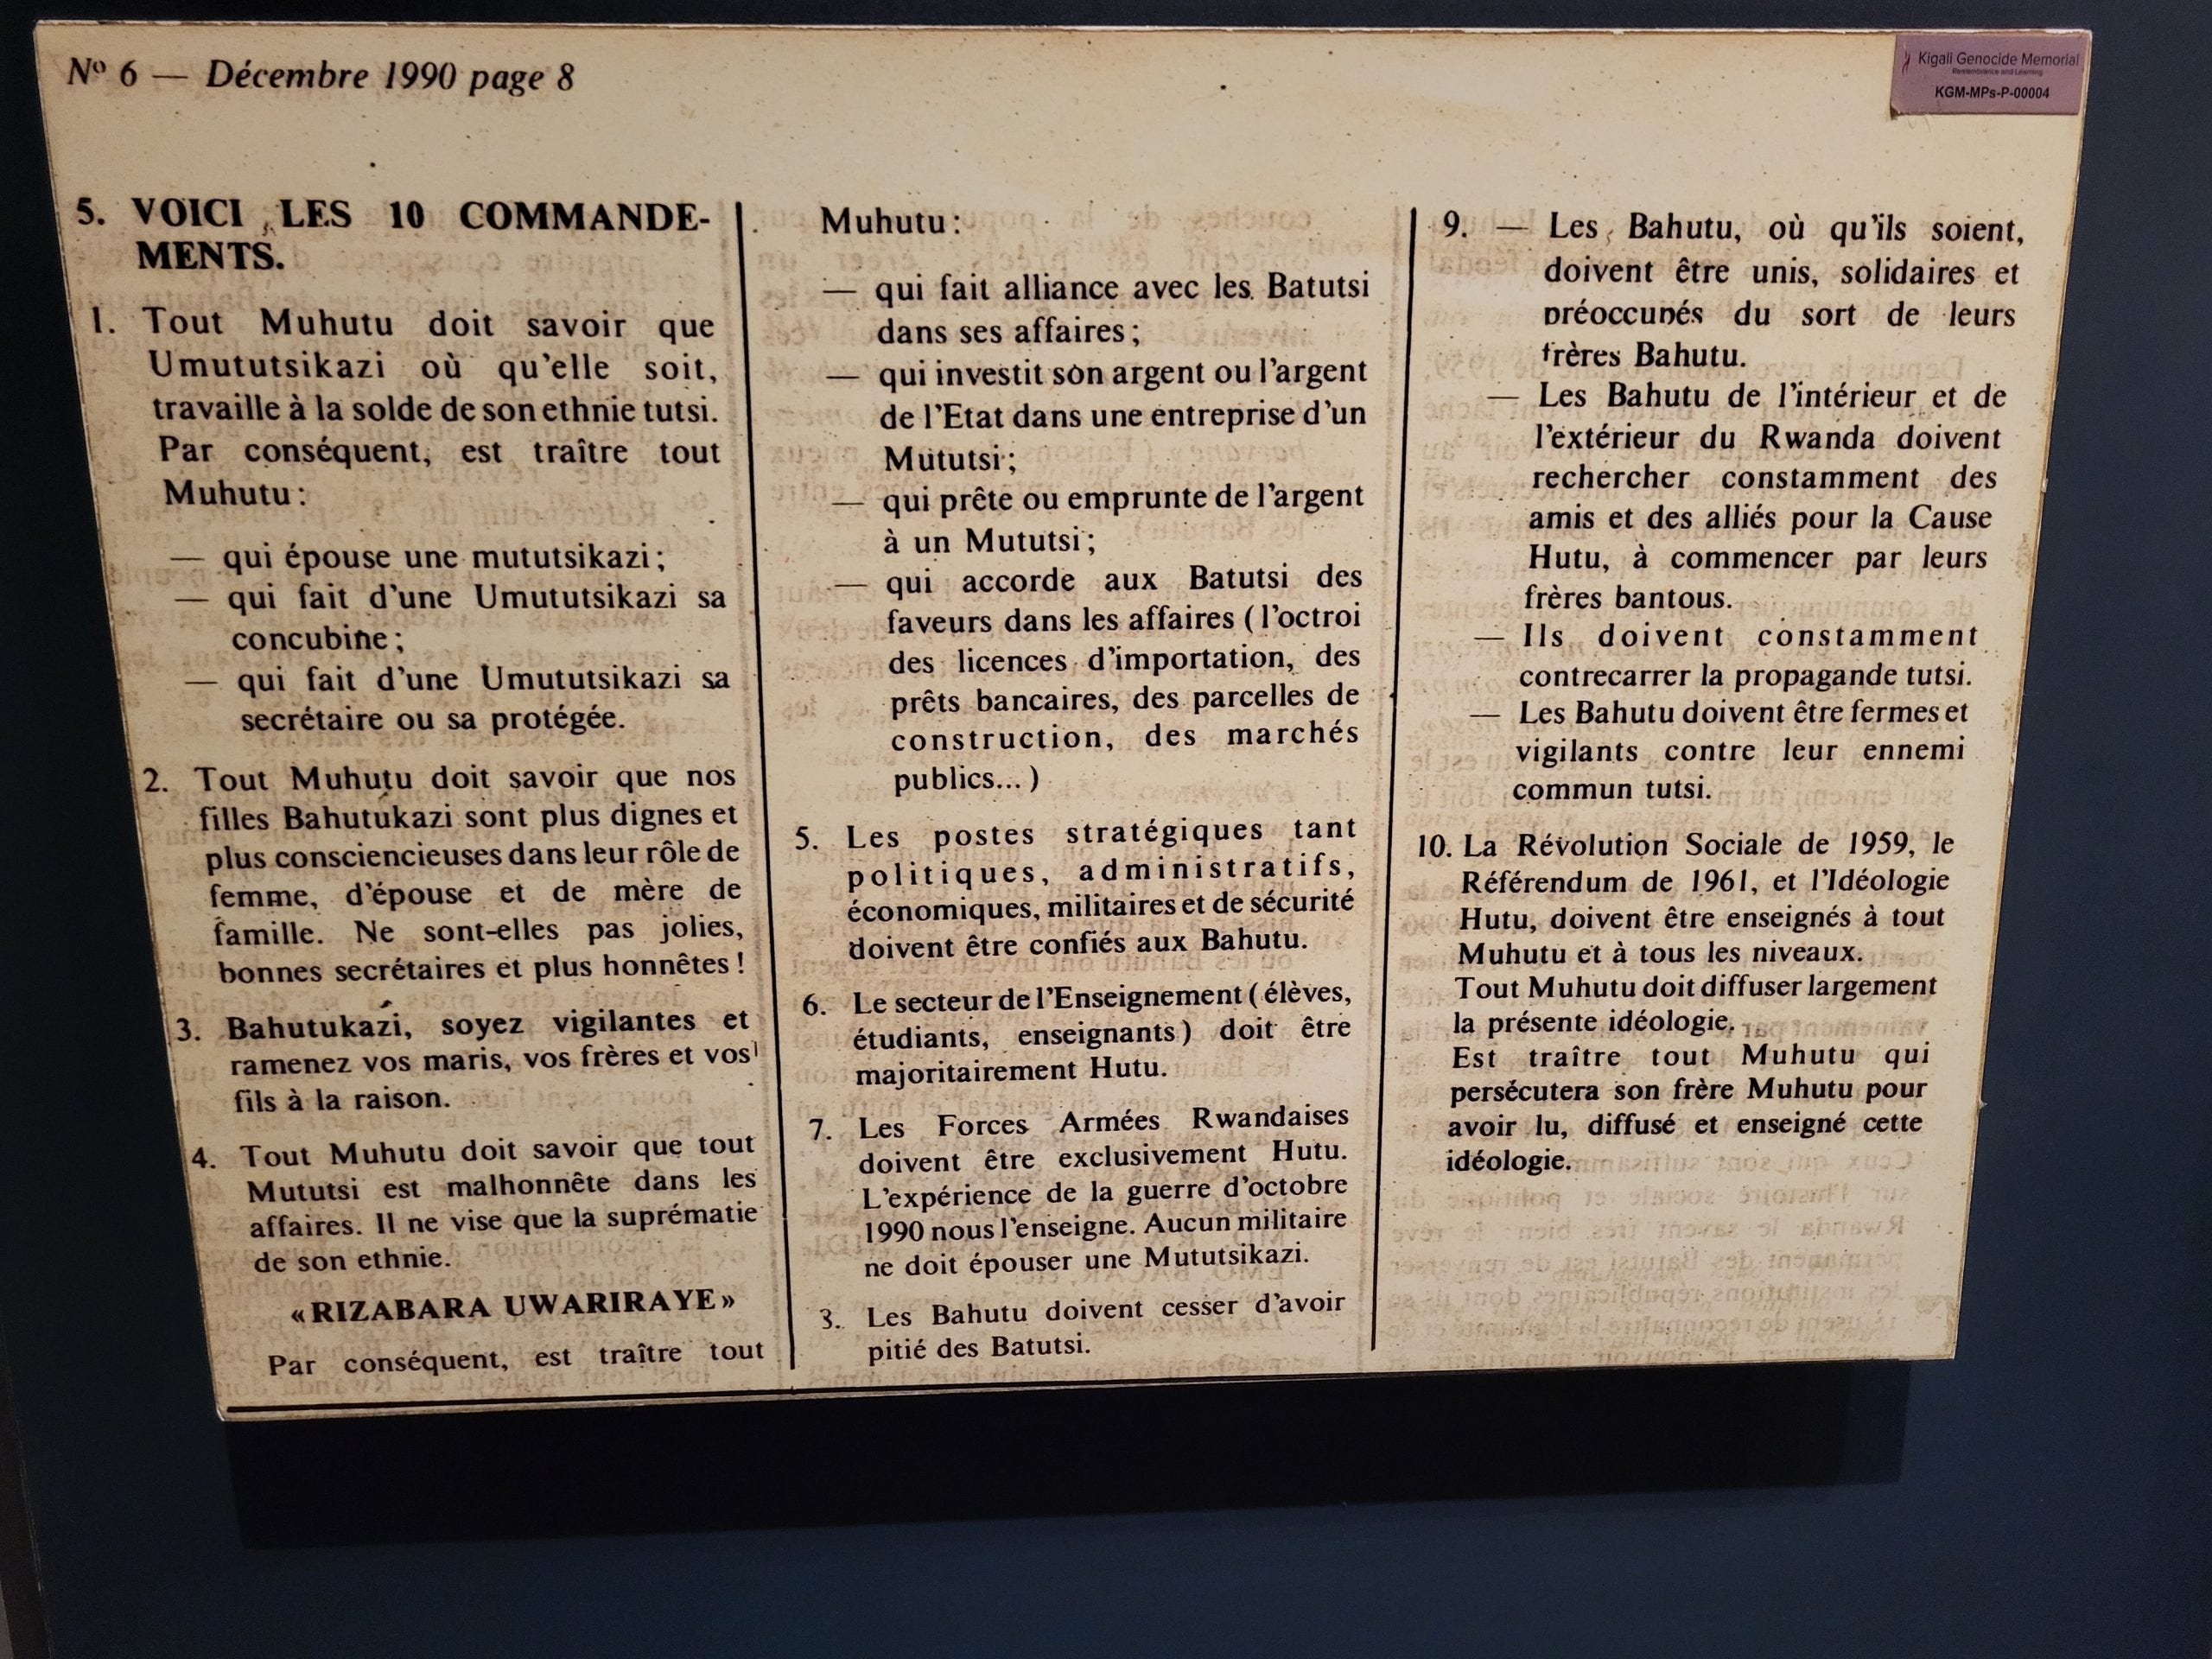 Nº 6 — Décembre 1990 page 8
Kigali Genocide Memorial
Remembrance and Learning
KGM-MPs-P-00004
5. VOICI LES 10 COMMANDE-
MENTS.
1. Tout Muhutu doit savoir que
Umututsikazi où qu'elle soit,
travaille à la solde de son ethnie tutsi.
Par conséquent, est traître tout
Muhutu:
— qui épouse une mututsikazi;
— qui fait d'une Umututsikazi sa
concubine;
— qui fait d'une Umututsikazi sa
secrétaire ou sa protégée.
2. Tout Muhutu doit savoir que nos
filles Bahutukazi sont plus dignes et
plus consciencieuses dans leur rôle de
femme, d'épouse et de mère de
famille. Ne sont-elles pas jolies,
bonnes secrétaires et plus honnêtes!
3. Bahutukazi, soyez vigilantes et
ramenez vos maris, vos frères et vos
fils à la raison.
4. Tout Muhutu doit savoir que tout
Mututsi est malhonnête dans les
affaires. Il ne vise que la suprématie
de son ethnie.
«RIZABARA UWARIRAYE»
Par conséquent, est traître tout
Muhutu:
— qui fait alliance avec les Batutsi
dans ses affaires;
— qui investit son argent ou l'argent
de l'Etat dans une entreprise d'un
Mututsi;
— qui prête ou emprunte de l'argent
à un Mututsi;
— qui accorde aux Batutsi des
faveurs dans les affaires (l'octroi
des licences d'importation, des
prêts bancaires, des parcelles de
construction, des marchés
publics...)
5. Les postes stratégiques tant
politiques, administratifs,
économiques, militaires et de sécurité
doivent être confiés aux Bahutu.
6. Le secteur de l'Enseignement (élèves,
étudiants, enseignants) doit être
majoritairement Hutu.
7. Les Forces Armées Rwandaises
doivent être exclusivement Hutu.
L'expérience de la guerre d'octobre
1990 nous l'enseigne. Aucun militaire
ne doit épouser une Mututsikazi.
3. Les Bahutu doivent cesser d'avoir
pitié des Batutsi.
9. — Les Bahutu, où qu'ils soient,
doivent être unis, solidaires et
préoccupés du sort de leurs
frères Bahutu.
— Les Bahutu de l'intérieur et de
l'extérieur du Rwanda doivent
rechercher constamment des
amis et des alliés pour la Cause
Hutu, à commencer par leurs
frères bantous.
— Ils doivent constamment
contrecarrer la propagande tutsi.
— Les Bahutu doivent être fermes et
vigilants contre leur ennemi
commun tutsi.
10. La Révolution Sociale de 1959, le
Référendum de 1961, et l'Idéologie
Hutu, doivent être enseignés à tout
Muhutu et à tous les niveaux.
Tout Muhutu doit diffuser largement
la présente idéologie.
Est traître tout Muhutu qui
persécutera son frère Muhutu pour
avoir lu, diffusé et enseigné cette
idéologie.